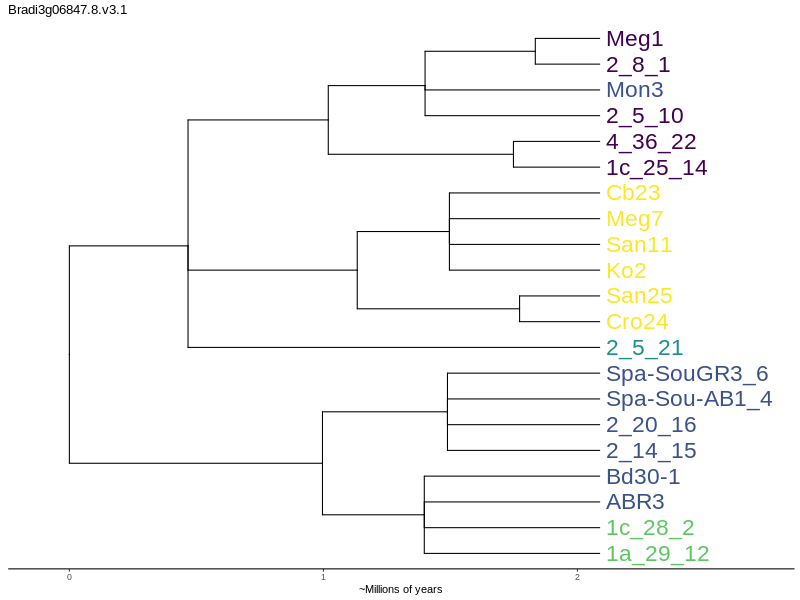 Bradi3g06847.8.v3.1
Meg1
2_8_1
Mon3
2_5_10
4_36_22
1c_25_14
Cb23
Meg7
San11
Ko2
San25
Cro24
2_5_21
Spa-SouGR3_6
Spa-Sou-AB1_4
2_20_16
2_14_15
Bd30-1
ABR3
1c_28_2
1a_29_12
0 1 2
~Millions of years